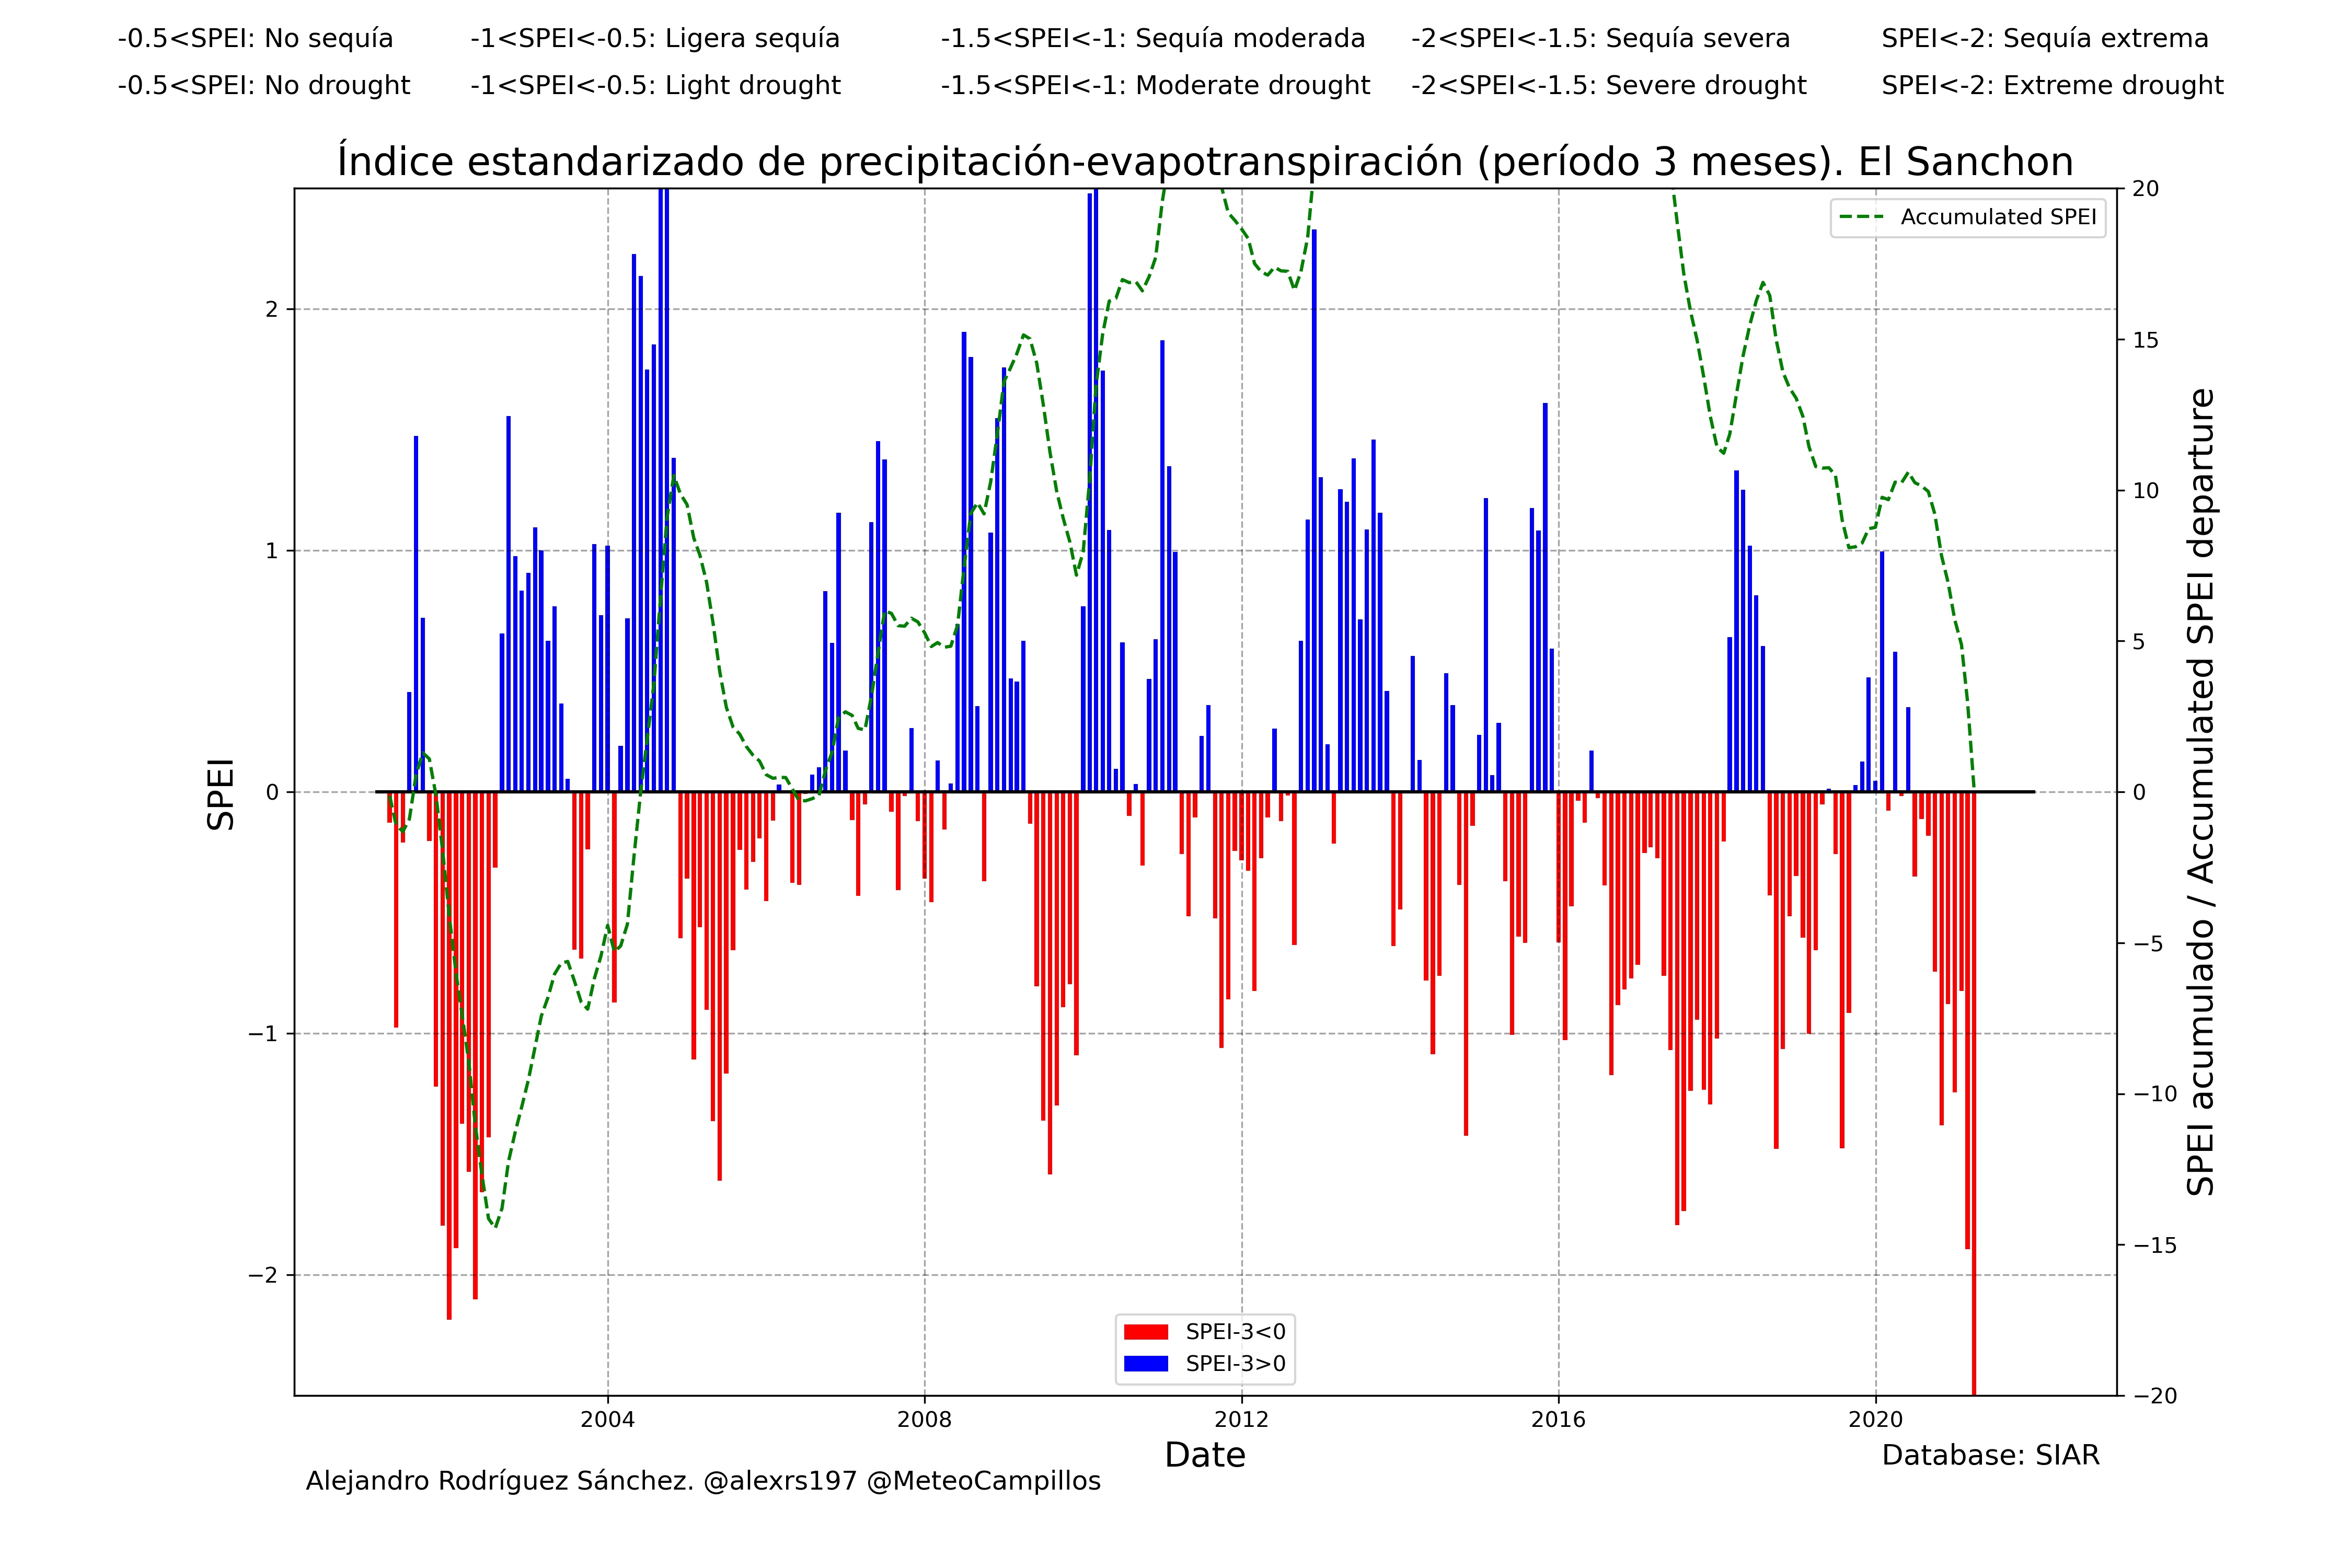 -0.5<SPEI: No sequía -1<SPEI<-0.5: Ligera sequía -1.5<SPEI<-1: Sequía moderada -2<SPEI<-1.5: Sequía severa SPEI<-2: Sequía extrema
-0.5<SPEI: No drought -1<SPEI<-0.5: Light drought -1.5<SPEI<-1: Moderate drought -2<SPEI<-1.5: Severe drought SPEI<-2: Extreme drought
Índice estandarizado de precipitación-evapotranspiración (período 3 meses). El Sanchon
Accumulated SPEI
SPEI
2
1
0
−1
−2
20
15
10
5
0
−5
−10
−15
−20
SPEI acumulado / Accumulated SPEI departure
SPEI-3<0
SPEI-3>0
2004 2008 2012 2016 2020
Date
Database: SIAR
Alejandro Rodríguez Sánchez. @alexrs197 @MeteoCampillos